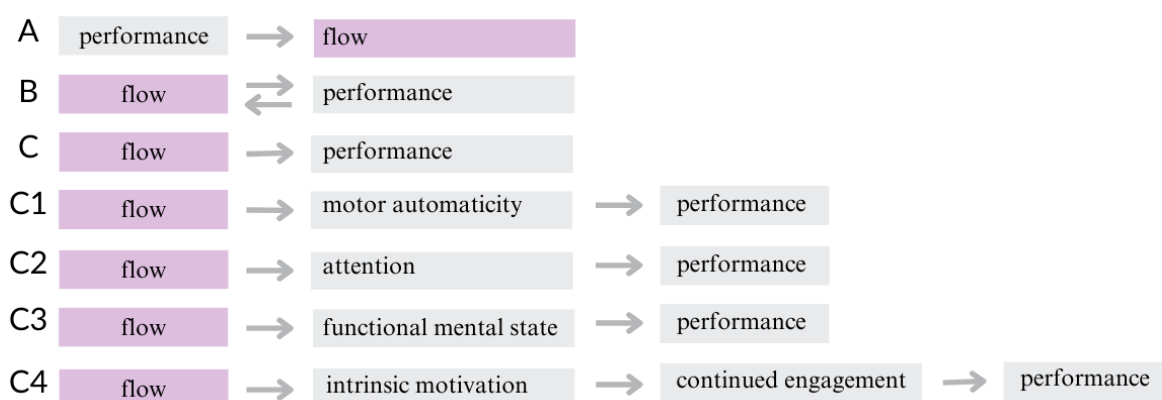 A performance flow
B flow performance
C flow performance
C1 flow motor automaticity performance
C2 flow attention performance
C3 flow functional mental state performance
C4 flow intrinsic motivation continued engagement performance